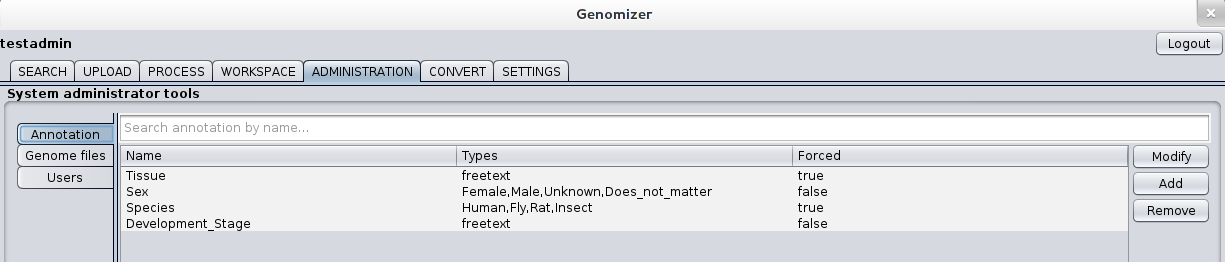 Genomizer
testadmin
Logout
SEARCH UPLOAD PROCESS WORKSPACE ADMINISTRATION CONVERT SETTINGS
System administrator tools
Annotation
Genome files
Users
Search annotation by name...
Name Types Forced
Tissue freetext true
Sex Female,Male,Unknown,Does_not_matter false
Species Human,Fly,Rat,Insect true
Development_Stage freetext false
Modify
Add
Remove